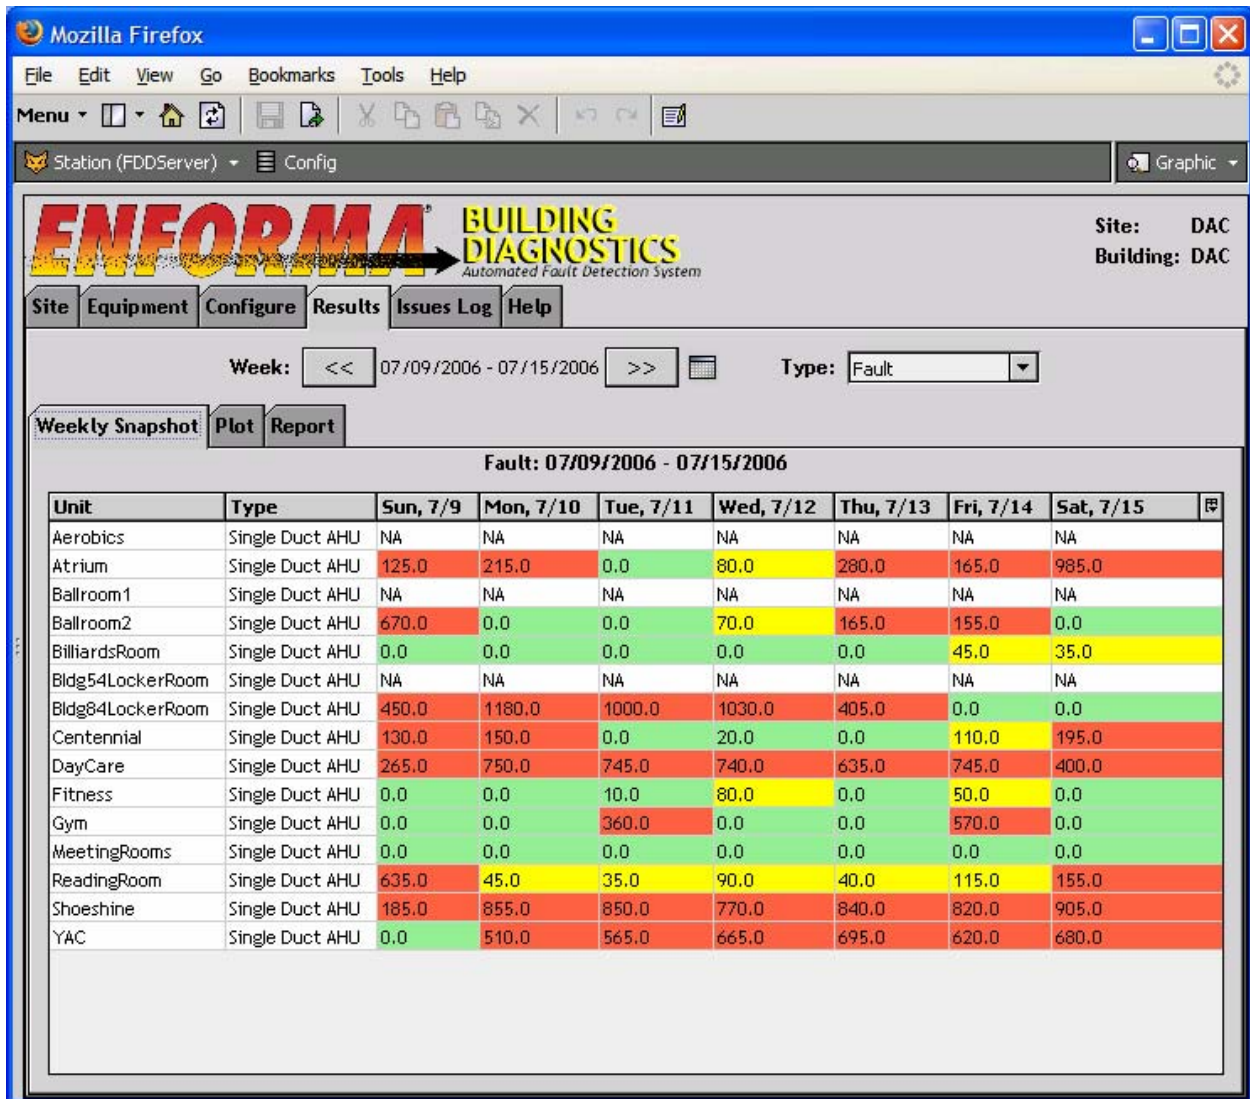 Mozilla Firefox
File Edit View Go Bookmarks Tools Help
Menu
Station (FDDServer) Config Graphic
ENFORMA® BUILDING DIAGNOSTICS
Automated Fault Detection System
Site: DAC
Building: DAC
Site Equipment Configure Results Issues Log Help
Week: << 07/09/2006 - 07/15/2006 >> Type: Fault
Weekly Snapshot Plot Report
Fault: 07/09/2006 - 07/15/2006
Unit Type Sun, 7/9 Mon, 7/10 Tue, 7/11 Wed, 7/12 Thu, 7/13 Fri, 7/14 Sat, 7/15
Aerobics Single Duct AHU NA NA NA NA NA NA NA
Atrium Single Duct AHU 125.0 215.0 0.0 80.0 280.0 165.0 985.0
Ballroom1 Single Duct AHU NA NA NA NA NA NA NA
Ballroom2 Single Duct AHU 670.0 0.0 0.0 70.0 165.0 155.0 0.0
BilliardsRoom Single Duct AHU 0.0 0.0 0.0 0.0 0.0 45.0 35.0
Bldg54LockerRoom Single Duct AHU NA NA NA NA NA NA NA
Bldg84LockerRoom Single Duct AHU 450.0 1180.0 1000.0 1030.0 405.0 0.0 0.0
Centennial Single Duct AHU 130.0 150.0 0.0 20.0 0.0 110.0 195.0
DayCare Single Duct AHU 265.0 750.0 745.0 740.0 635.0 745.0 400.0
Fitness Single Duct AHU 0.0 0.0 10.0 80.0 0.0 50.0 0.0
Gym Single Duct AHU 0.0 0.0 360.0 0.0 0.0 570.0 0.0
MeetingRooms Single Duct AHU 0.0 0.0 0.0 0.0 0.0 0.0 0.0
ReadingRoom Single Duct AHU 635.0 45.0 35.0 90.0 40.0 115.0 155.0
Shoeshine Single Duct AHU 185.0 855.0 850.0 770.0 840.0 820.0 905.0
YAC Single Duct AHU 0.0 510.0 565.0 665.0 695.0 620.0 680.0